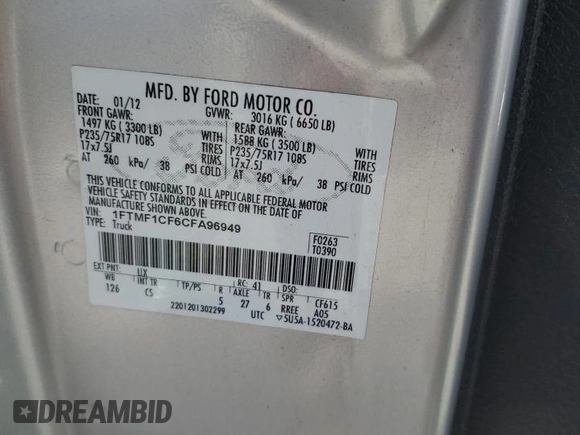 MFD. BY FORD MOTOR CO.
DATE: 01/12 GVWR: 3016 KG ( 6650 LB)
FRONT GAWR: REAR GAWR:
1497 KG ( 3300 LB) 1588 KG ( 3500 LB)
P235/75R17 108S WITH P235/75R17 108S WITH
17x7.5J TIRES 17x7.5J TIRES
RIMS RIMS
AT 260 kPa/ 38 PSI COLD AT 260 kPa/ 38 PSI COLD
THIS VEHICLE CONFORMS TO ALL APPLICABLE FEDERAL MOTOR
VEHICLE SAFETY STANDARDS IN EFFECT ON THE DATE OF
MANUFACTURE SHOWN ABOVE.
VIN: 1FTMF1CF6CFA96949
TYPE: Truck
F0263
T0390
EXT PNT: UX RC: 41 DSO:
WB INT TR TP/PS R AXLE TR SPR CF615
126 CS 5 27 6 RREE A05
2201201302299 UTC ▽5U5A-1520472-BA
DREAMBID